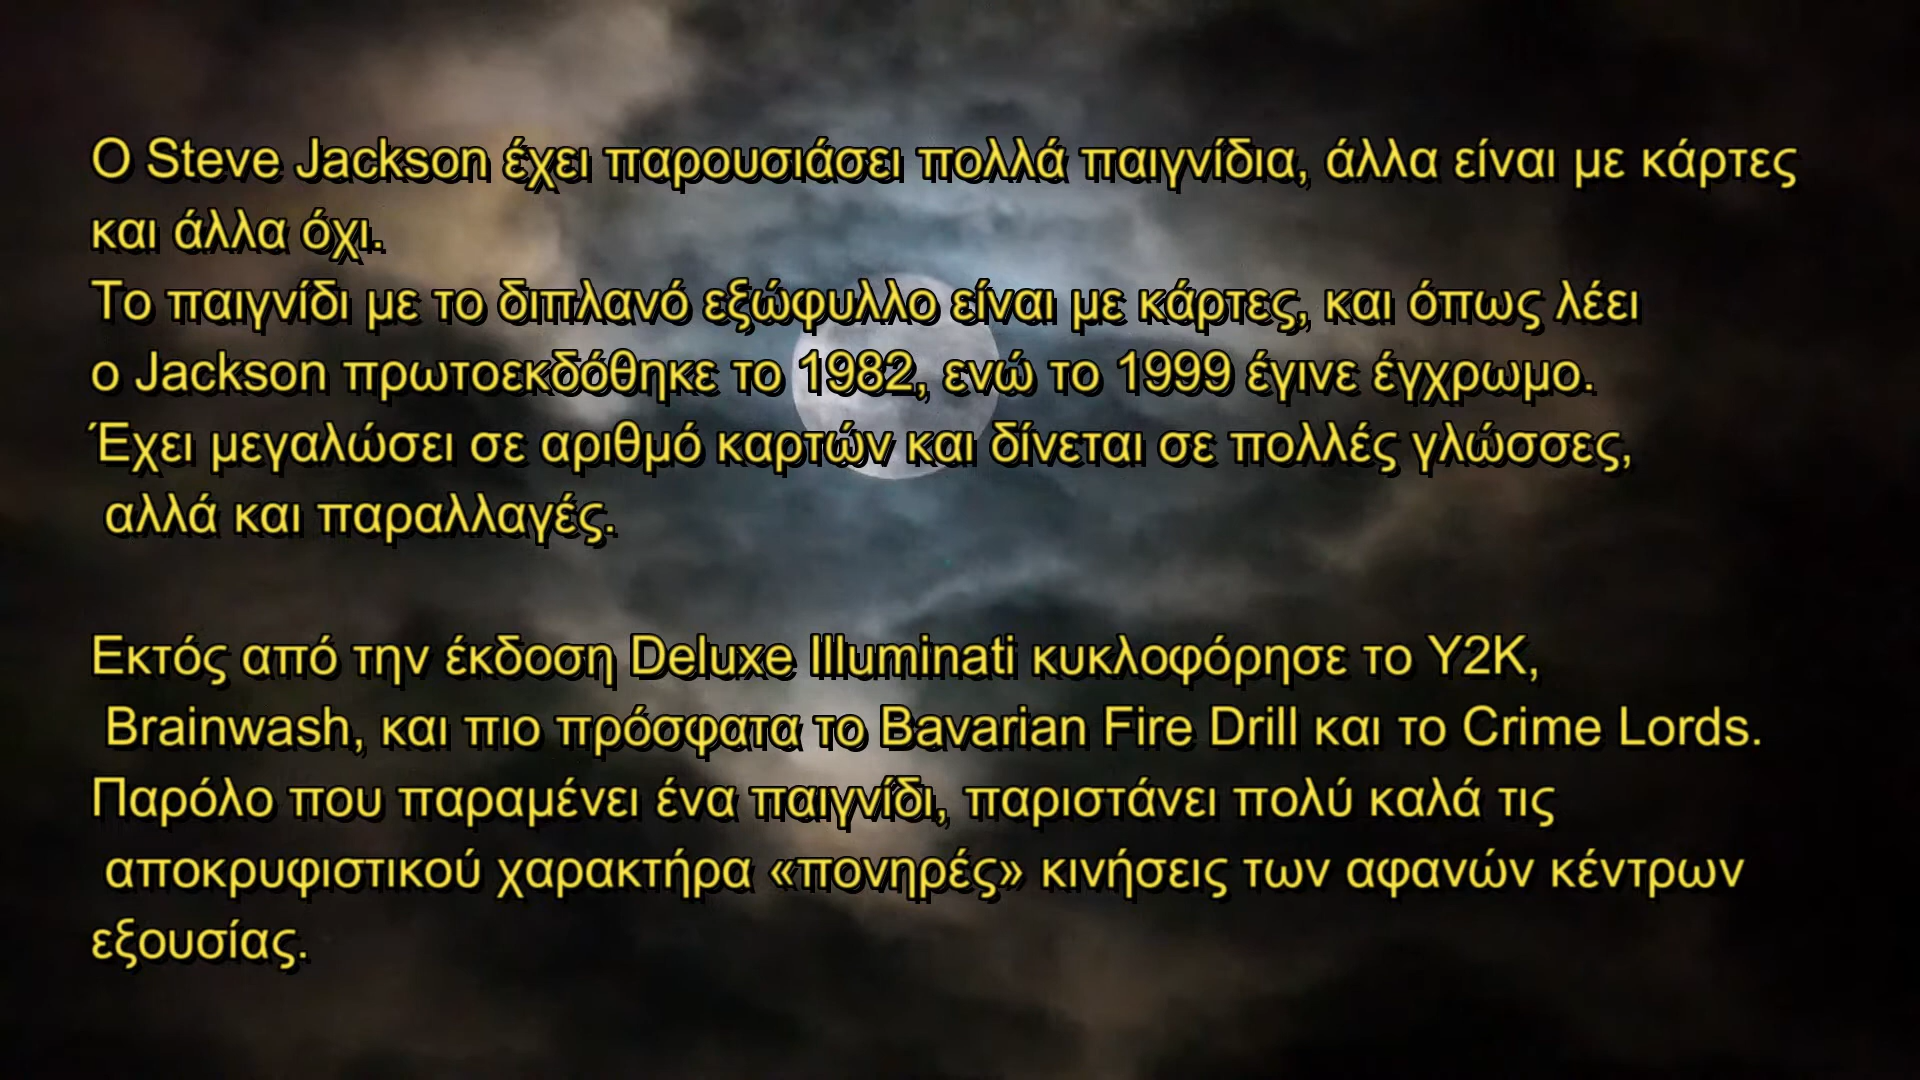 Ο Steve Jackson έχει παρουσιάσει πολλά παιγνίδια, άλλα είναι με κάρτες
και άλλα όχι.
Το παιγνίδι με το διπλανό εξώφυλλο είναι με κάρτες, και όπως λέει
ο Jackson πρωτοεκδόθηκε το 1982, ενώ το 1999 έγινε έγχρωμο.
Έχει μεγαλώσει σε αριθμό καρτών και δίνεται σε πολλές γλώσσες,
αλλά και παραλλαγές.
Εκτός από την έκδοση Deluxe Illuminati κυκλοφόρησε το Y2K,
Brainwash, και πιο πρόσφατα το Bavarian Fire Drill και το Crime Lords.
Παρόλο που παραμένει ένα παιγνίδι, παριστάνει πολύ καλά τις
αποκρυφιστικού χαρακτήρα «πονηρές» κινήσεις των αφανών κέντρων
εξουσίας.